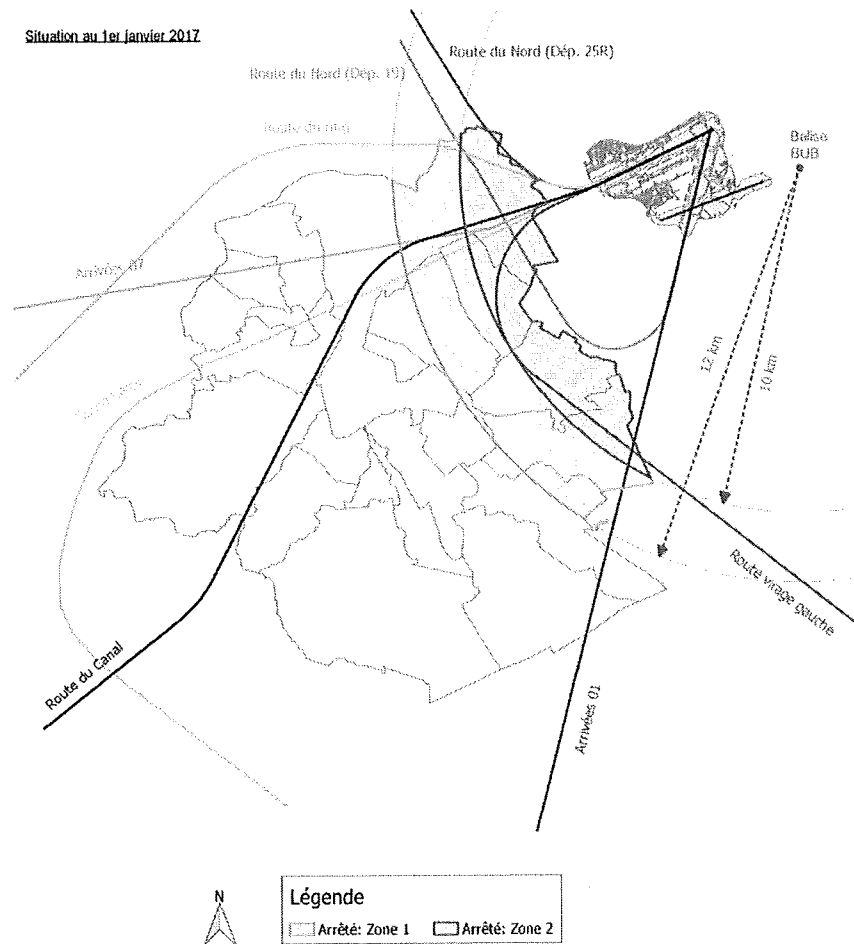 Situation au 1er janvier 2017
Route du Nord (Dép. 25R)
Route du Nord (Dép. 19)
Route du Ring
Balise
BUB
Arrivées 07
12 km
10 km
Route virage gauche
Route du Canal
Arrivées 01
N
Légende
Arrêté: Zone 1
Arrêté: Zone 2